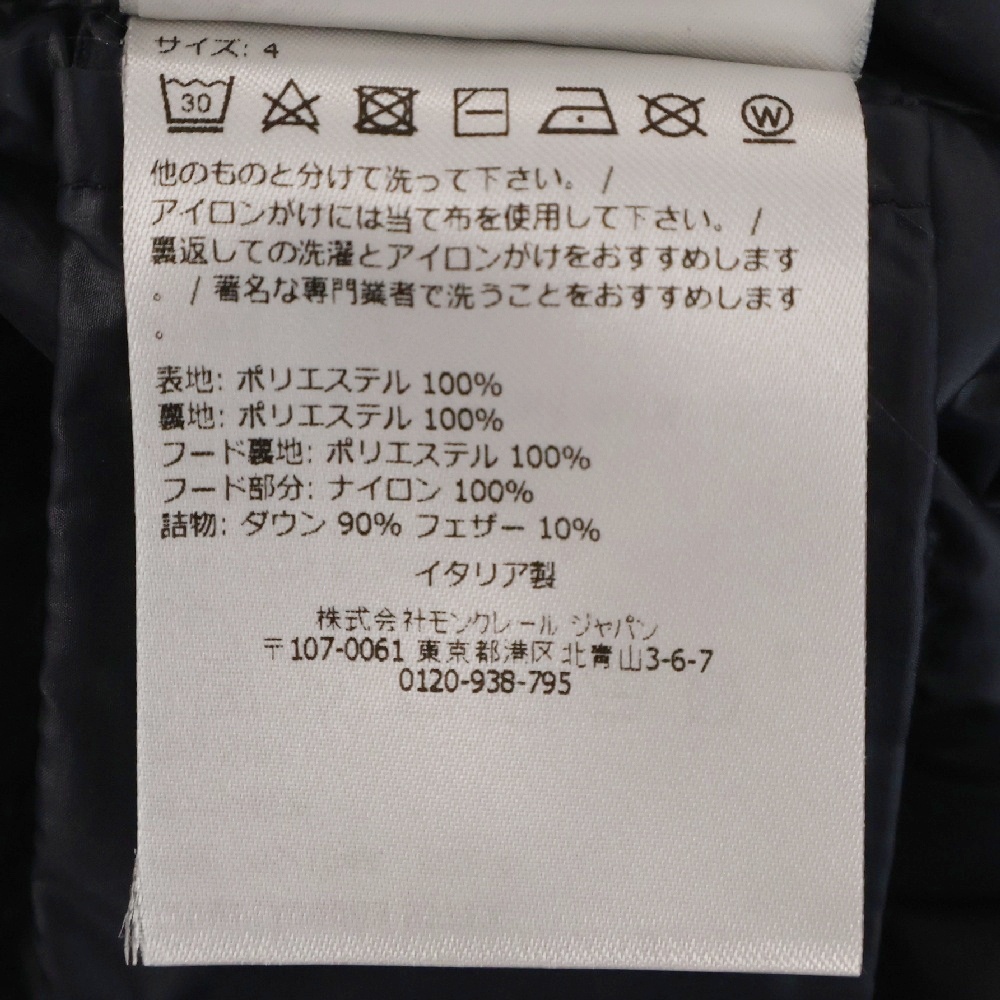 サイズ: 4
30
W
他のものと分けて洗って下さい。 /
アイロンがけには当て布を使用して下さい。 /
裏返しての洗濯とアイロンがけをおすすめします
。 / 著名な専門業者で洗うことをおすすめします
。
表地: ポリエステル 100%
裏地: ポリエステル 100%
フード裏地: ポリエステル 100%
フード部分: ナイロン 100%
詰物: ダウン 90% フェザー 10%
イタリア製
株式会社モンクレール ジャパン
〒107-0061 東京都港区北青山3-6-7
0120-938-795